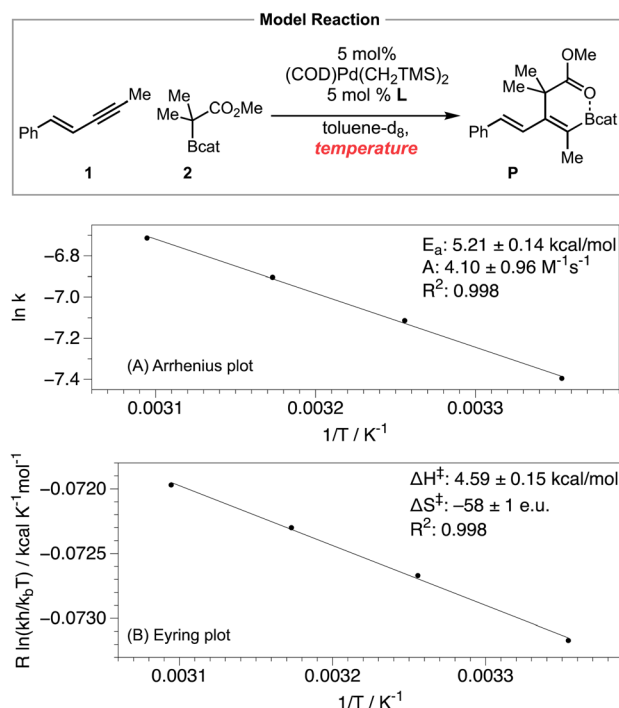 Model Reaction
5 mol%
(COD)Pd(CH2TMS)2
5 mol % L
toluene-d8,
temperature
Ph
Me
1
Me
Me
CO2Me
Bcat
2
OMe
Me
Me
O
Ph
Bcat
Me
P
ln k
−6.8
−7.0
−7.2
−7.4
Ea: 5.21 ± 0.14 kcal/mol
A: 4.10 ± 0.96 M-1s-1
R2: 0.998
(A) Arrhenius plot
0.0031 0.0032 0.0033
1/T / K-1
R ln(kh/kbT) / kcal K-1mol-1
−0.0720
−0.0725
−0.0730
ΔH‡: 4.59 ± 0.15 kcal/mol
ΔS‡: −58 ± 1 e.u.
R2: 0.998
(B) Eyring plot
0.0031 0.0032 0.0033
1/T / K-1